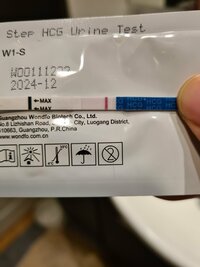 Step HCG Urine Test
W1-S
2024-12
MAX
MAX
Guangzhou Wondfo Biotech Co., Ltd.
No.8 Lizhishan Road, City, Luogang District,
510663, Guangzhou, P.R.China
www.wondfo.com.cn